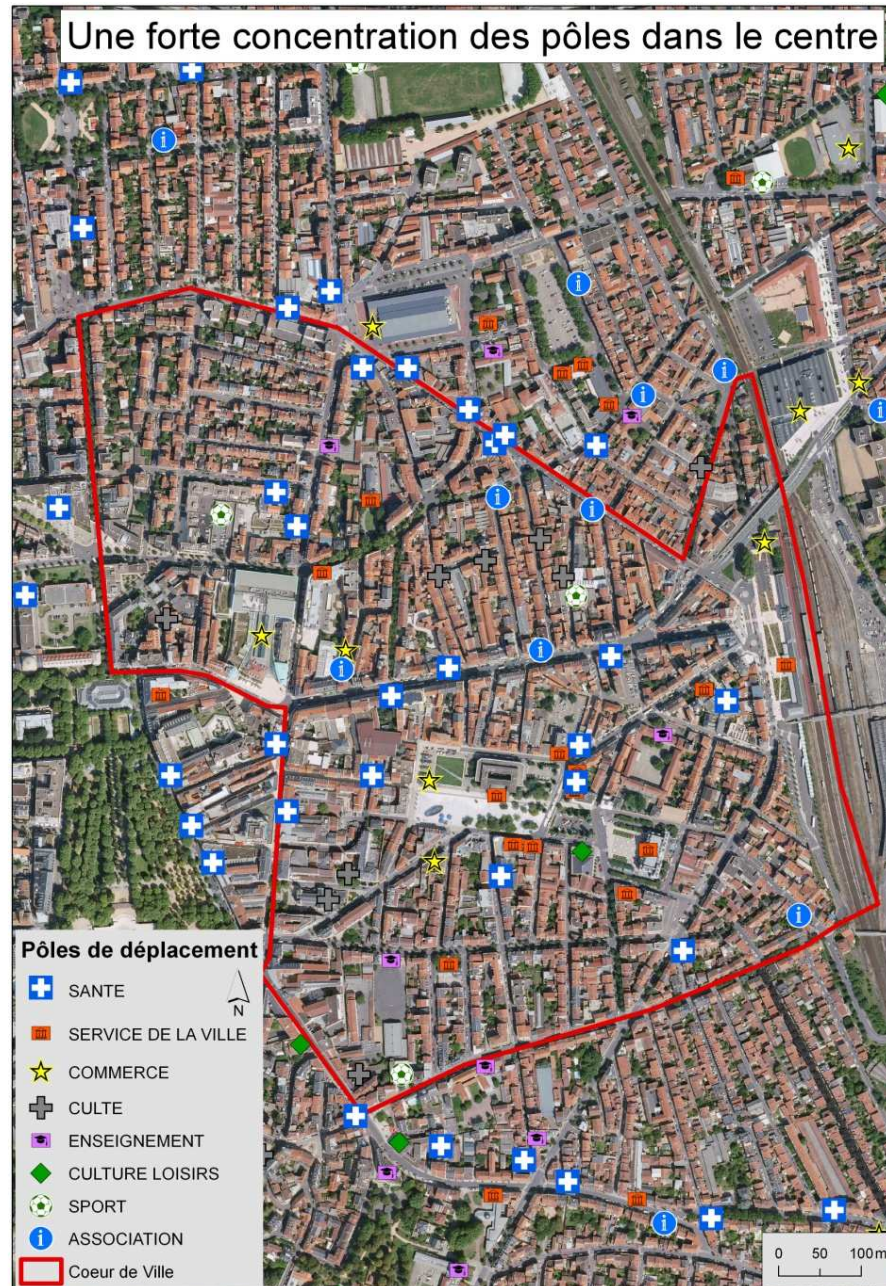 Une forte concentration des pôles dans le centre
Pôles de déplacement
SANTE
N
SERVICE DE LA VILLE
COMMERCE
CULTE
ENSEIGNEMENT
CULTURE LOISIRS
SPORT
ASSOCIATION
Coeur de Ville
0 50 100 m